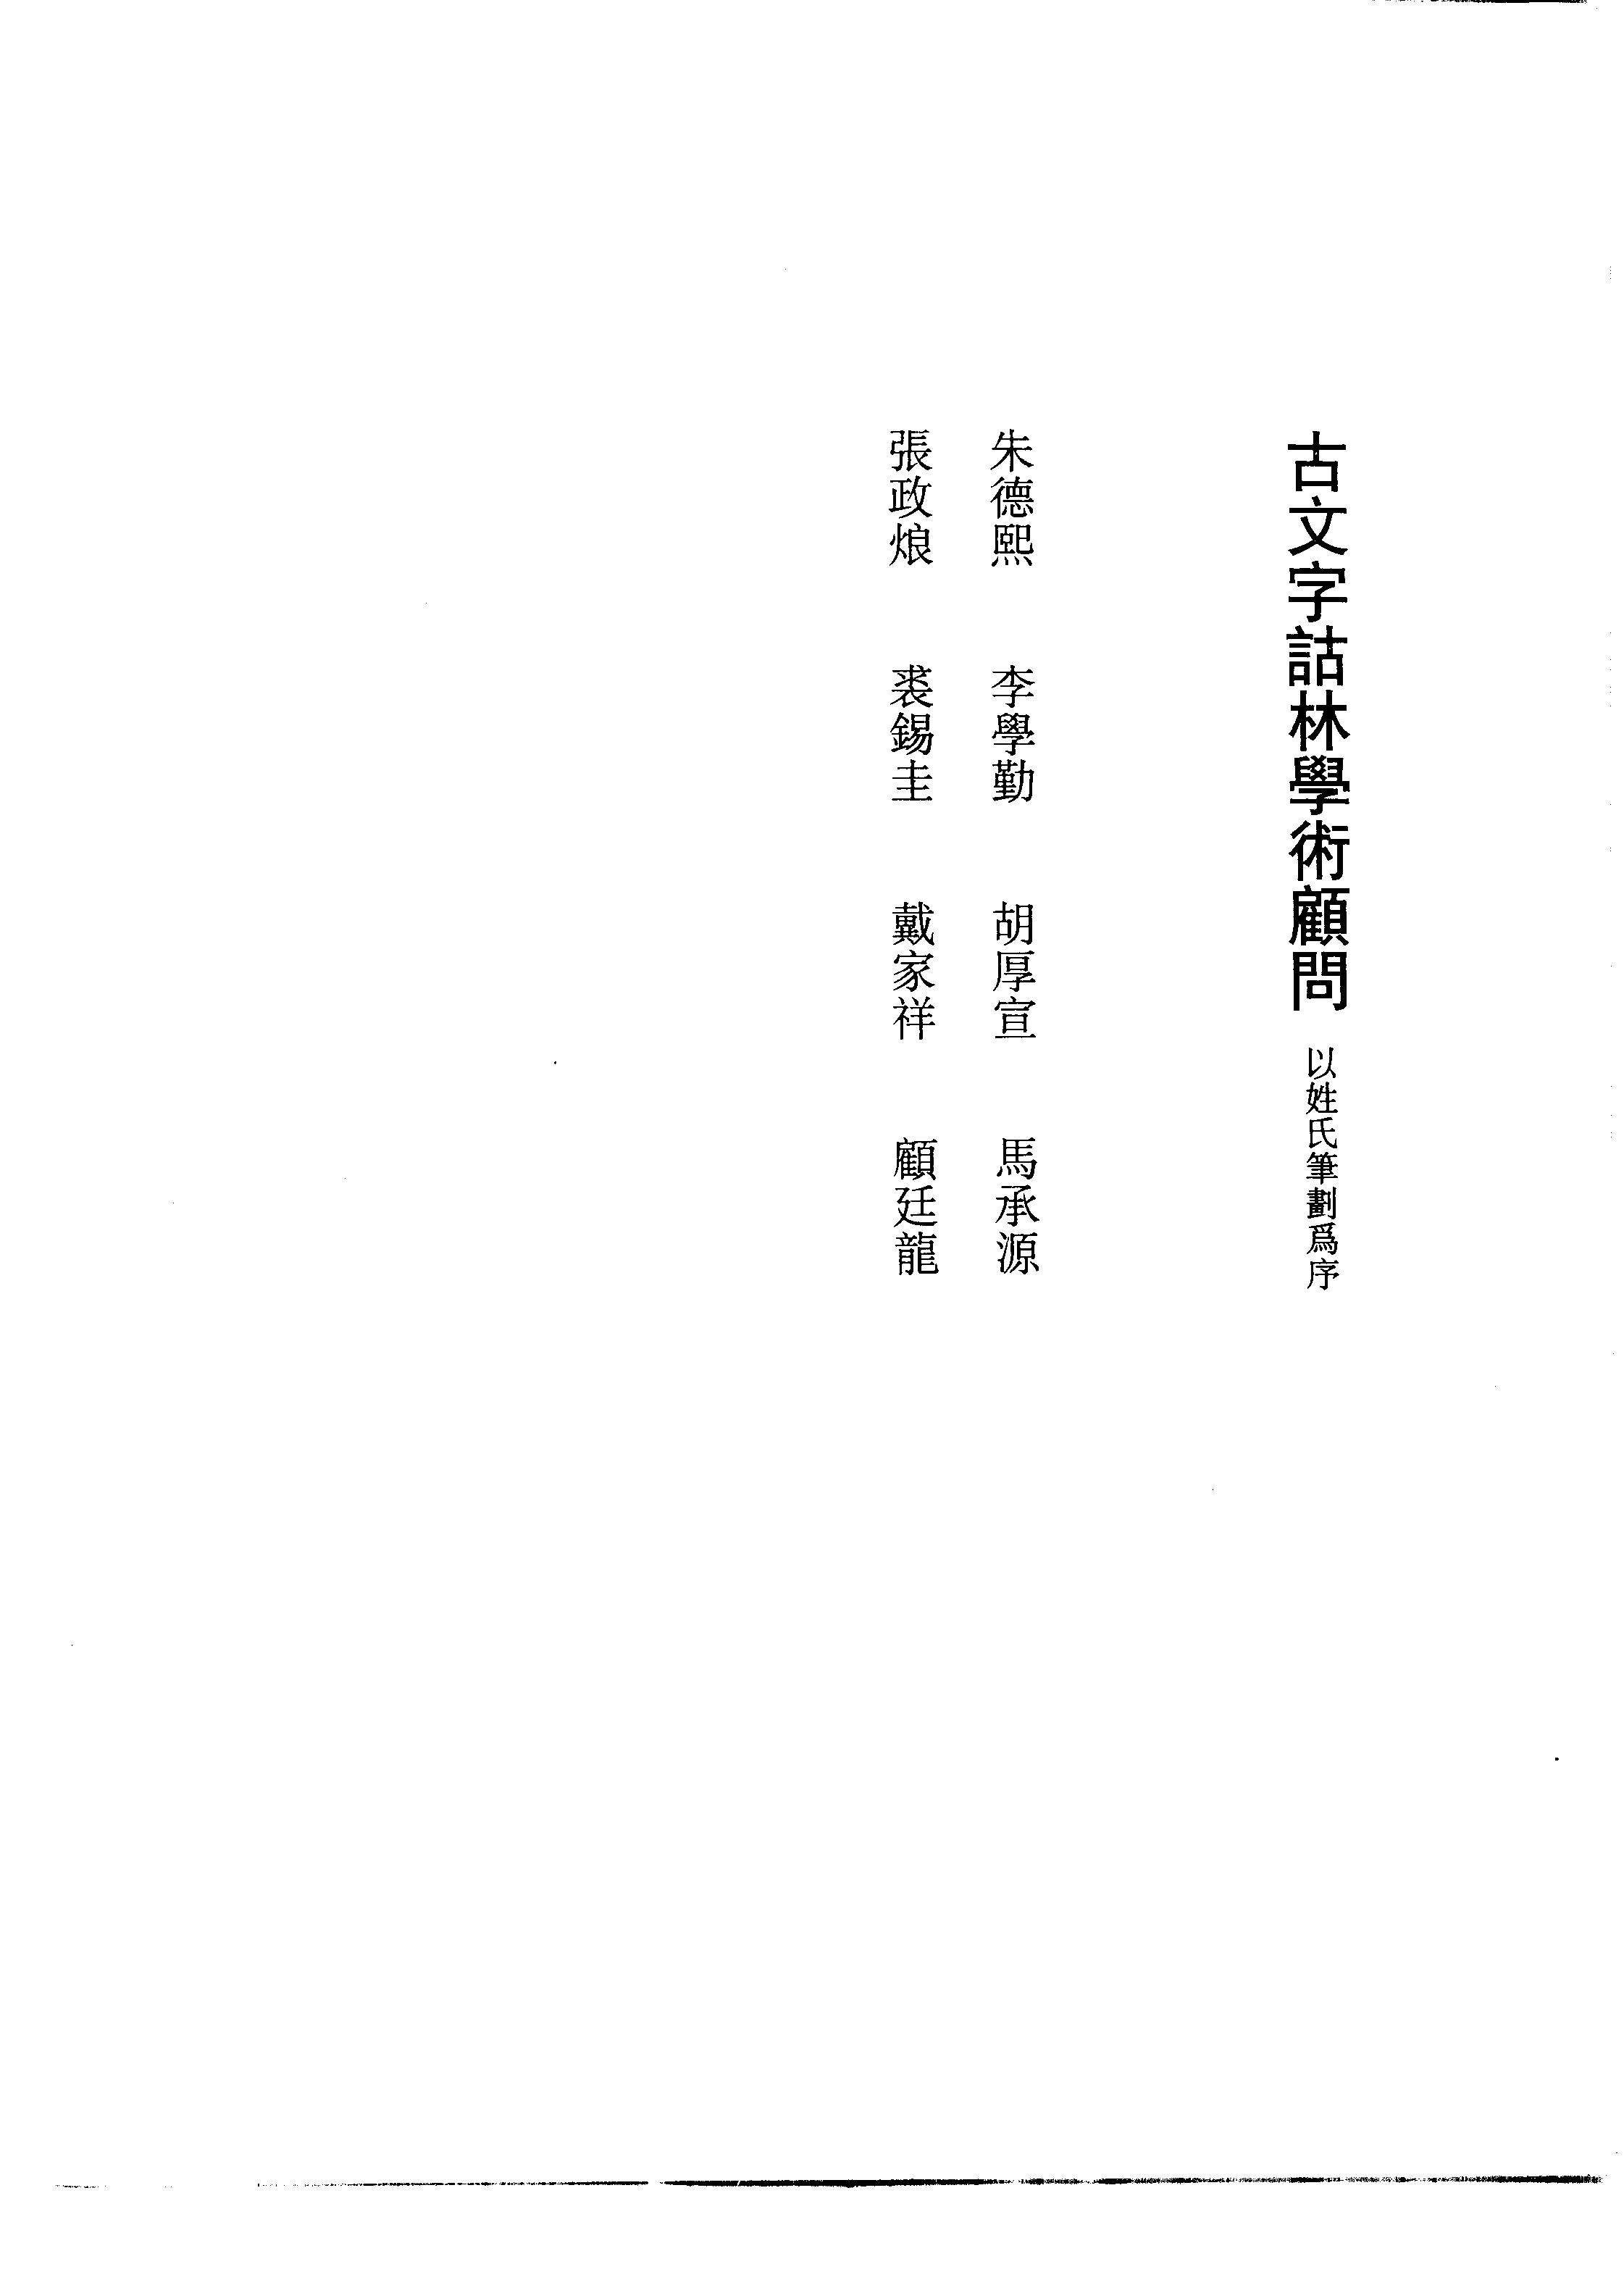 古文字詁林學術顧問 以姓氏筆劃爲序
朱德熙 李學勤 胡厚宣 馬承源
張政烺 裘錫圭 戴家祥 顧廷龍